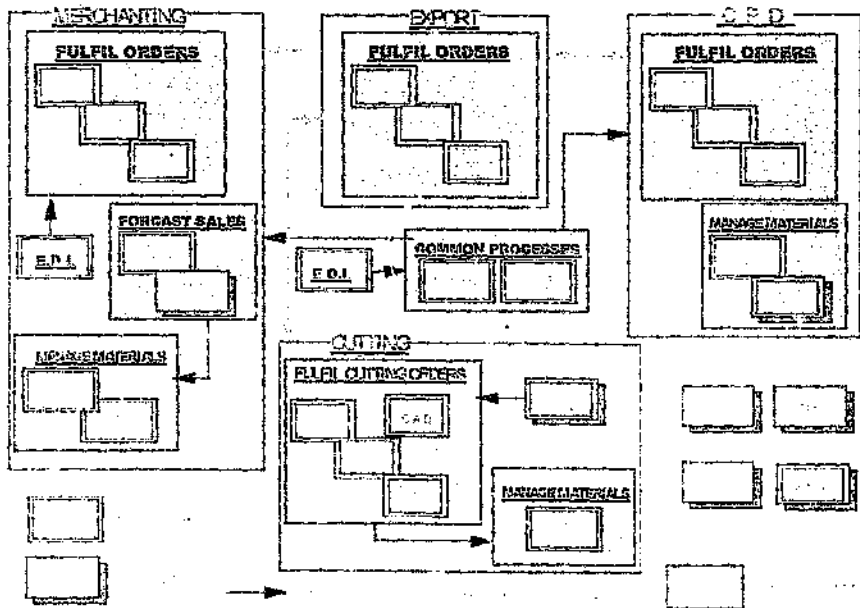 MERCHANTING
FULFIL ORDERS
E.D.I.
FORCAST SALES
MANAGE MATERIALS
EXPORT
FULFIL ORDERS
E.D.I.
COMMON PROCESSES
FULFIL ORDERS
MANAGE MATERIALS
CUTTING
FULFIL CUTTING ORDERS
MANAGE MATERIALS